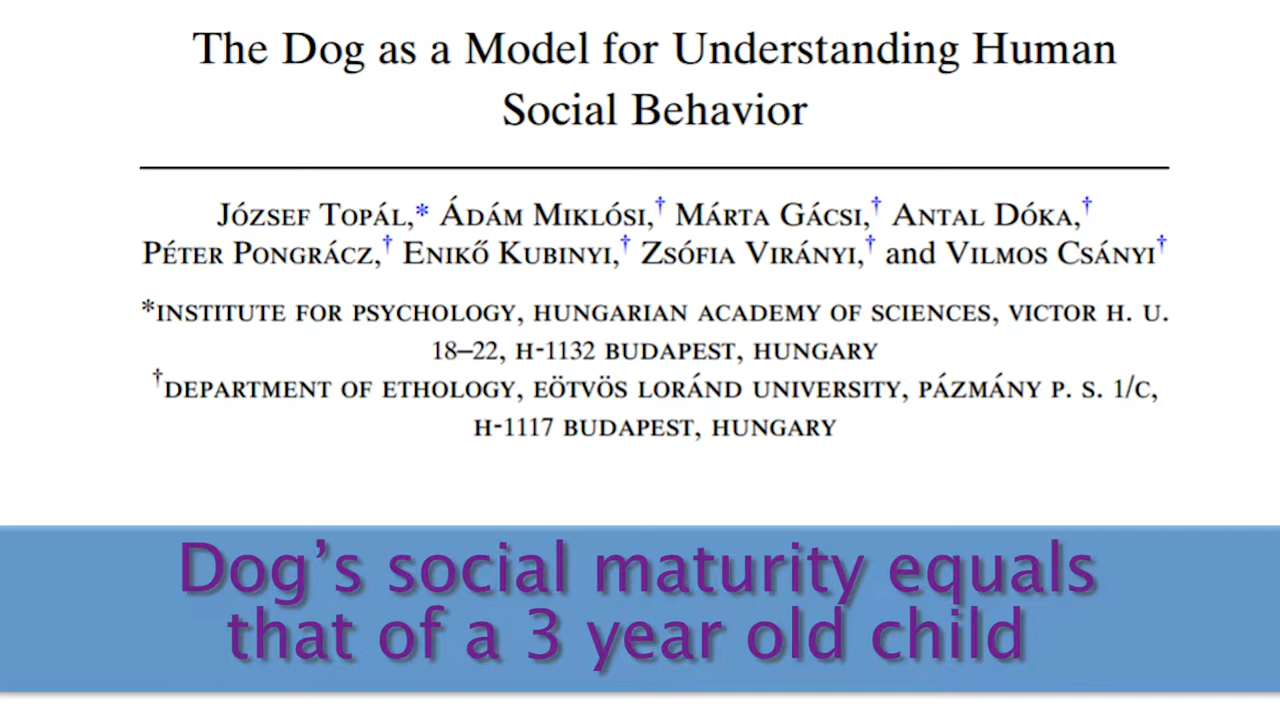 The Dog as a Model for Understanding Human
Social Behavior
József Topál,* Ádám Miklósi,† Márta Gácsi,† Antal Dóka,†
Péter Pongrácz,† Enikő Kubinyi,† Zsófia Virányi,† and Vilmos Csányi†
*INSTITUTE FOR PSYCHOLOGY, HUNGARIAN ACADEMY OF SCIENCES, VICTOR H. U.
18–22, H-1132 BUDAPEST, HUNGARY
†DEPARTMENT OF ETHOLOGY, EÖTVÖS LORÁND UNIVERSITY, PÁZMÁNY P. S. 1/C,
H-1117 BUDAPEST, HUNGARY
Dog’s social maturity equals
that of a 3 year old child